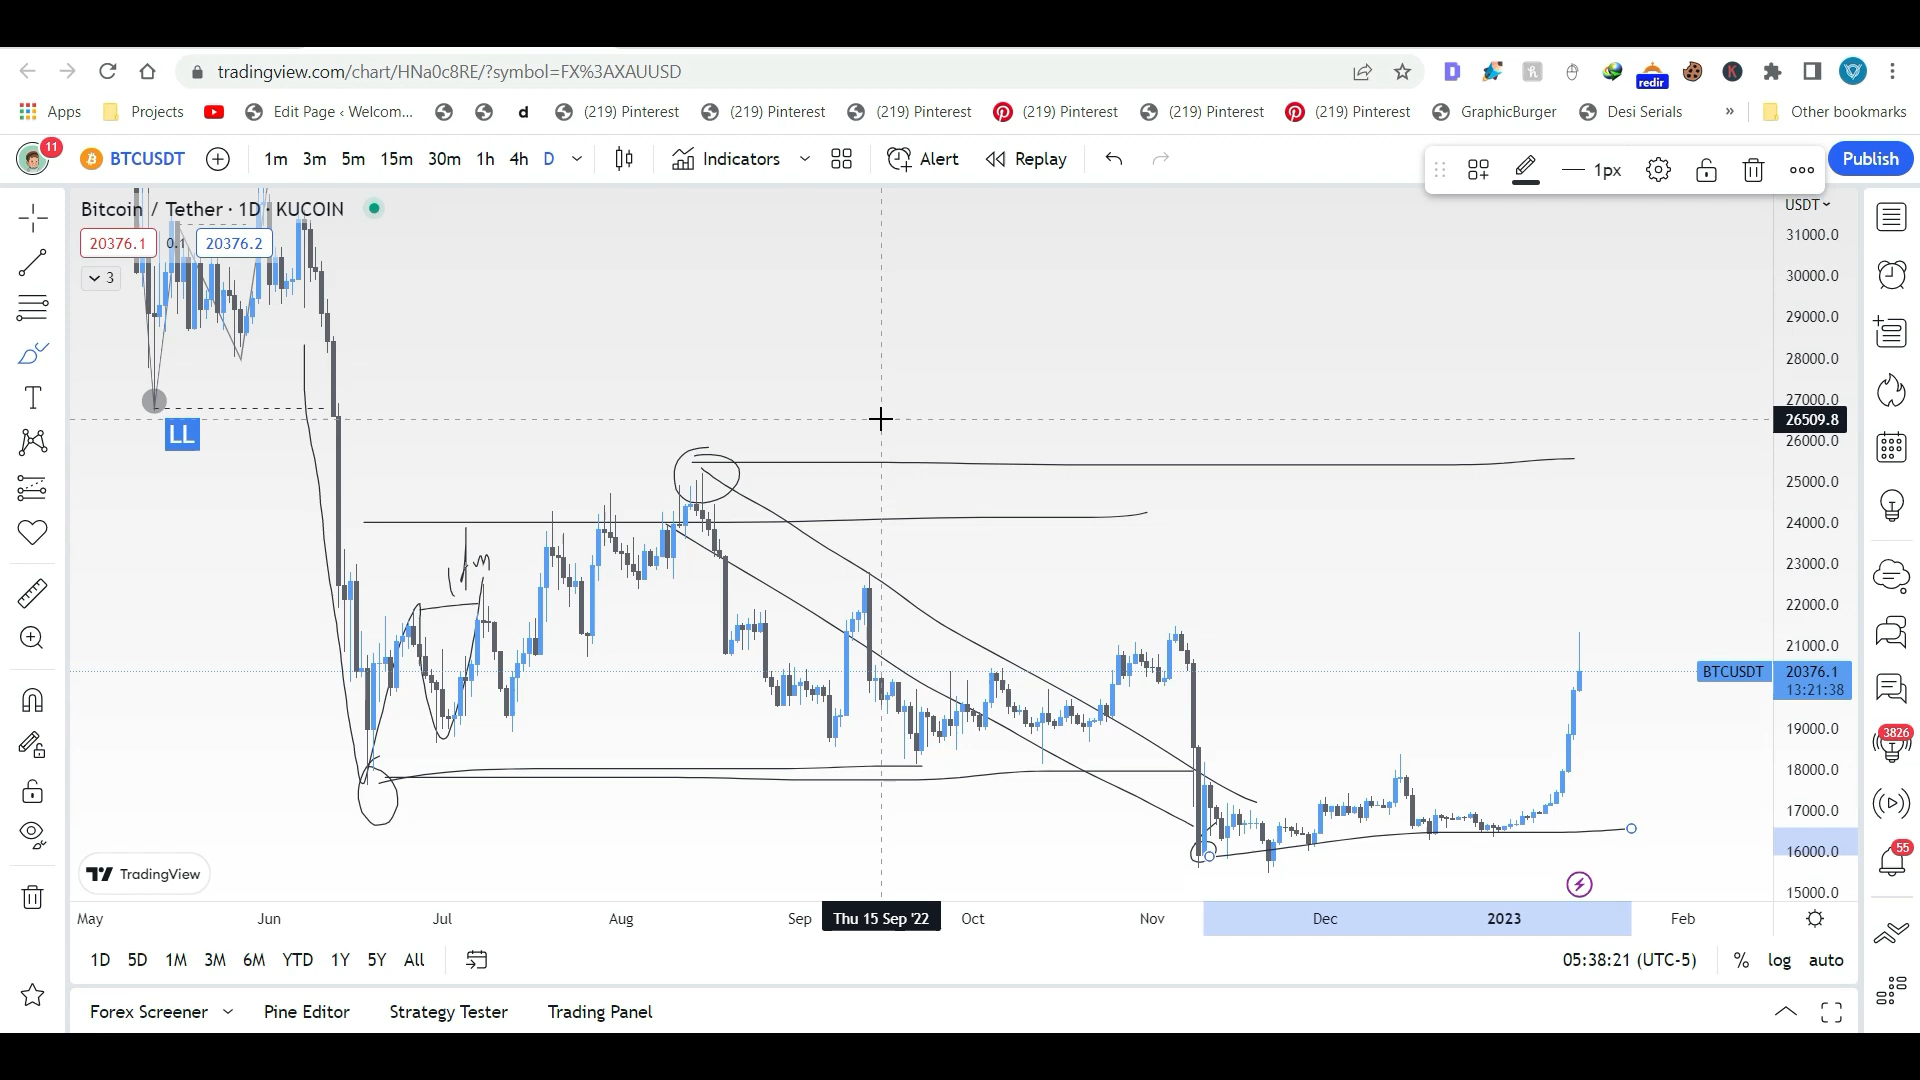 tradingview.com/chart/HNa0c8RE/?symbol=FX%3AXAUUSD
redir
K
Apps Projects Edit Page ‹ Welcom... d (219) Pinterest (219) Pinterest (219) Pinterest (219) Pinterest (219) Pinterest (219) Pinterest GraphicBurger Desi Serials » Other bookmarks
11 BTCUSDT 1m 3m 5m 15m 30m 1h 4h D Indicators Alert Replay 1px Publish
Bitcoin / Tether · 1D · KUCOIN
20376.1 0.1 20376.2
3
LL
USDT
31000.0
30000.0
29000.0
28000.0
27000.0
26509.8
26000.0
25000.0
24000.0
23000.0
22000.0
21000.0
BTCUSDT 20376.1
13:21:38
19000.0
18000.0
17000.0
16000.0
15000.0
3826
55
TradingView
May Jun Jul Aug Sep Thu 15 Sep '22 Oct Nov Dec 2023 Feb
1D 5D 1M 3M 6M YTD 1Y 5Y All 05:38:21 (UTC-5) % log auto
Forex Screener Pine Editor Strategy Tester Trading Panel